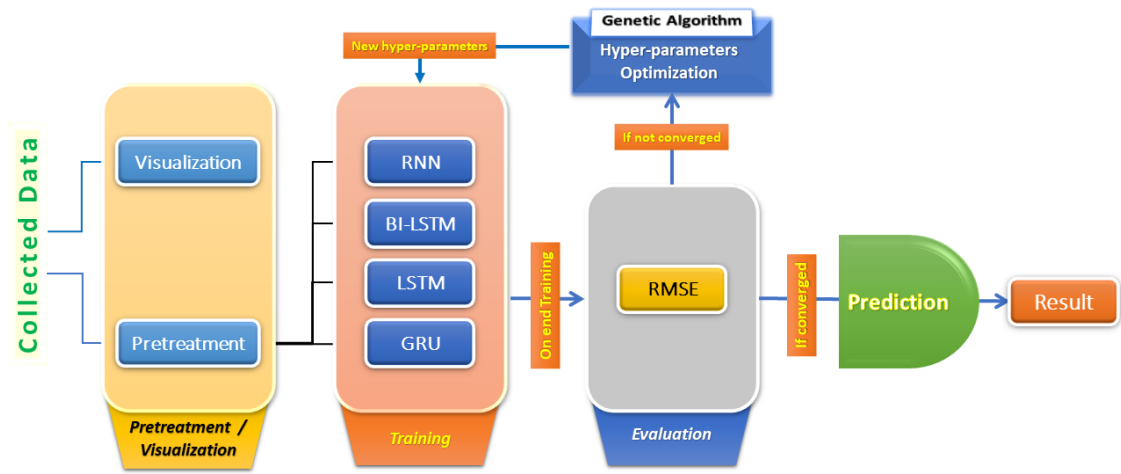 Collected Data
Visualization
Pretreatment
Pretreatment /
Visualization
New hyper-parameters
RNN
BI-LSTM
LSTM
GRU
Training
On end Training
Genetic Algorithm
Hyper-parameters
Optimization
If not converged
RMSE
Evaluation
If converged
Prediction
Result